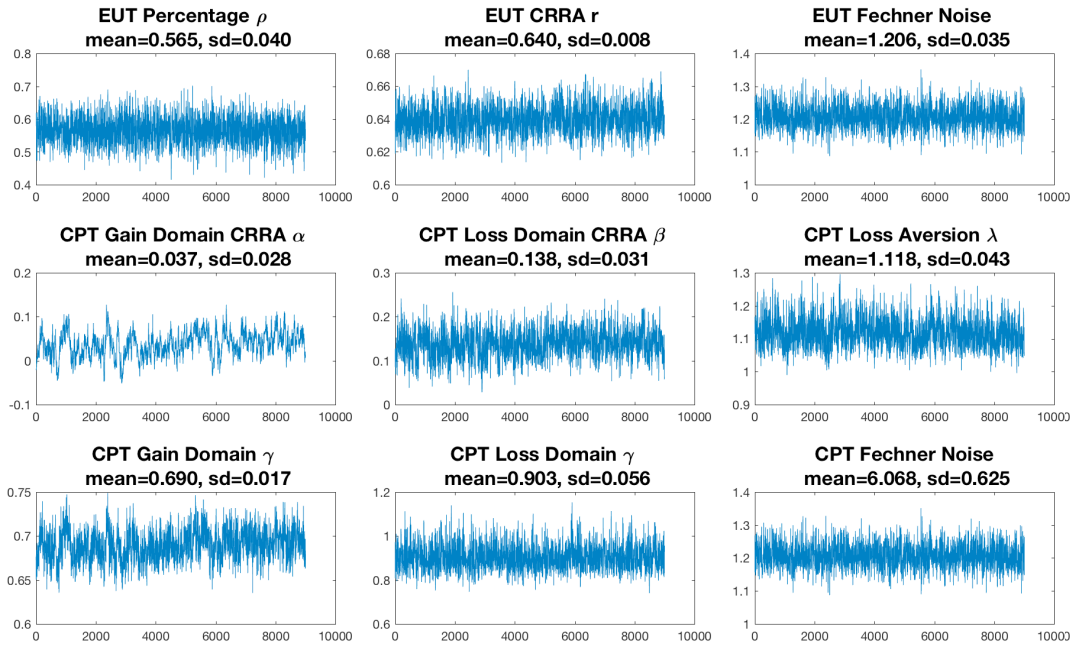 EUT Percentage ρ
mean=0.565, sd=0.040
0.8
0.7
0.6
0.5
0.4
0 2000 4000 6000 8000 10000
EUT CRRA r
mean=0.640, sd=0.008
0.68
0.66
0.64
0.62
0.6
0 2000 4000 6000 8000 10000
EUT Fechner Noise
mean=1.206, sd=0.035
1.4
1.3
1.2
1.1
1
0 2000 4000 6000 8000 10000
CPT Gain Domain CRRA α
mean=0.037, sd=0.028
0.2
0.1
0
-0.1
0 2000 4000 6000 8000 10000
CPT Loss Domain CRRA β
mean=0.138, sd=0.031
0.3
0.2
0.1
0
0 2000 4000 6000 8000 10000
CPT Loss Aversion λ
mean=1.118, sd=0.043
1.3
1.2
1.1
1
0.9
0 2000 4000 6000 8000 10000
CPT Gain Domain γ
mean=0.690, sd=0.017
0.75
0.7
0.65
0.6
0 2000 4000 6000 8000 10000
CPT Loss Domain γ
mean=0.903, sd=0.056
1.2
1
0.8
0.6
0 2000 4000 6000 8000 10000
CPT Fechner Noise
mean=6.068, sd=0.625
1.4
1.3
1.2
1.1
1
0 2000 4000 6000 8000 10000